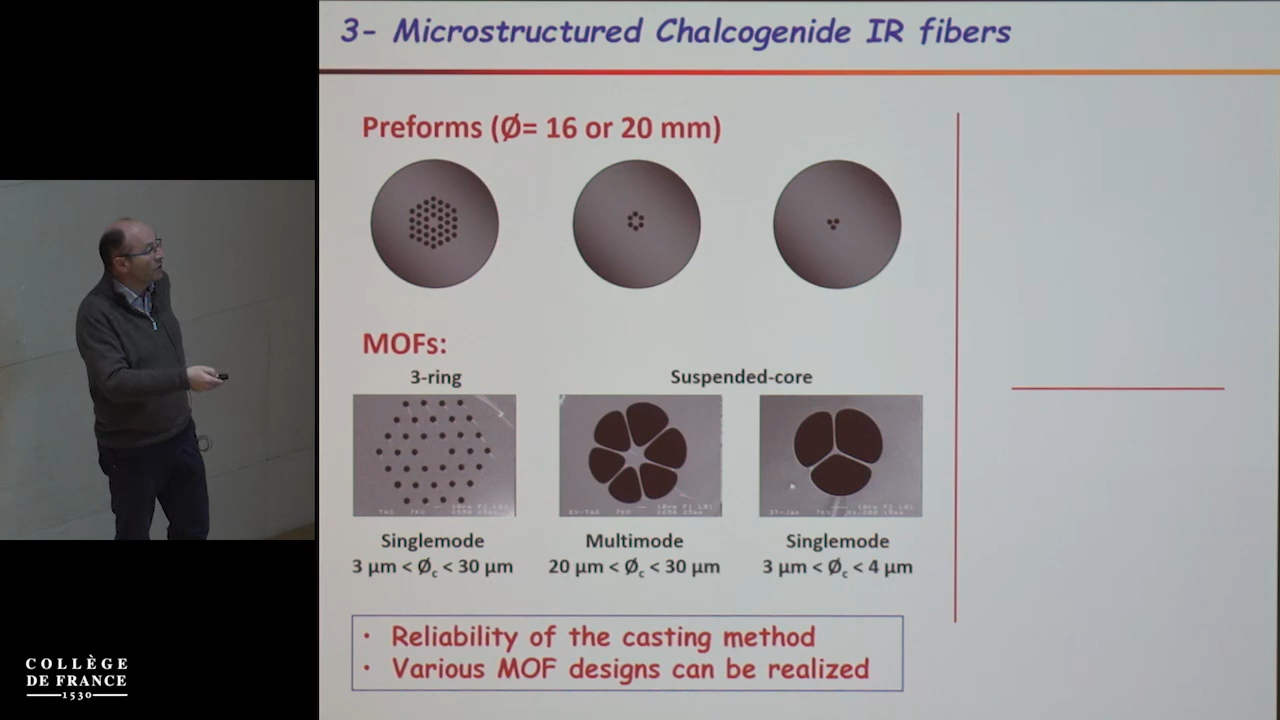 3- Microstructured Chalcogenide IR fibers
Preforms (Ø= 16 or 20 mm)
MOFs:
3-ring
Suspended-core
Singlemode
3 µm < Øc < 30 µm
Multimode
20 µm < Øc < 30 µm
Singlemode
3 µm < Øc < 4 µm
• Reliability of the casting method
• Various MOF designs can be realized
COLLÈGE
DE FRANCE
1530